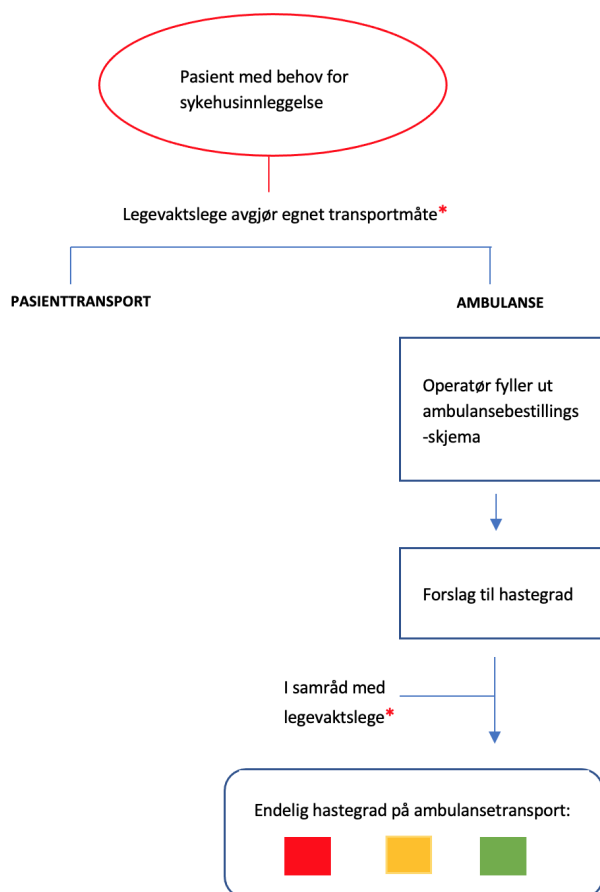 Pasient med behov for
sykehusinnleggelse
Legevaktslege avgjør egnet transportmåte*
PASIENTTRANSPORT
AMBULANSE
Operatør fyller ut
ambulansebestillings
-skjema
Forslag til hastegrad
I samråd med
legevaktslege*
Endelig hastegrad på ambulansetransport: